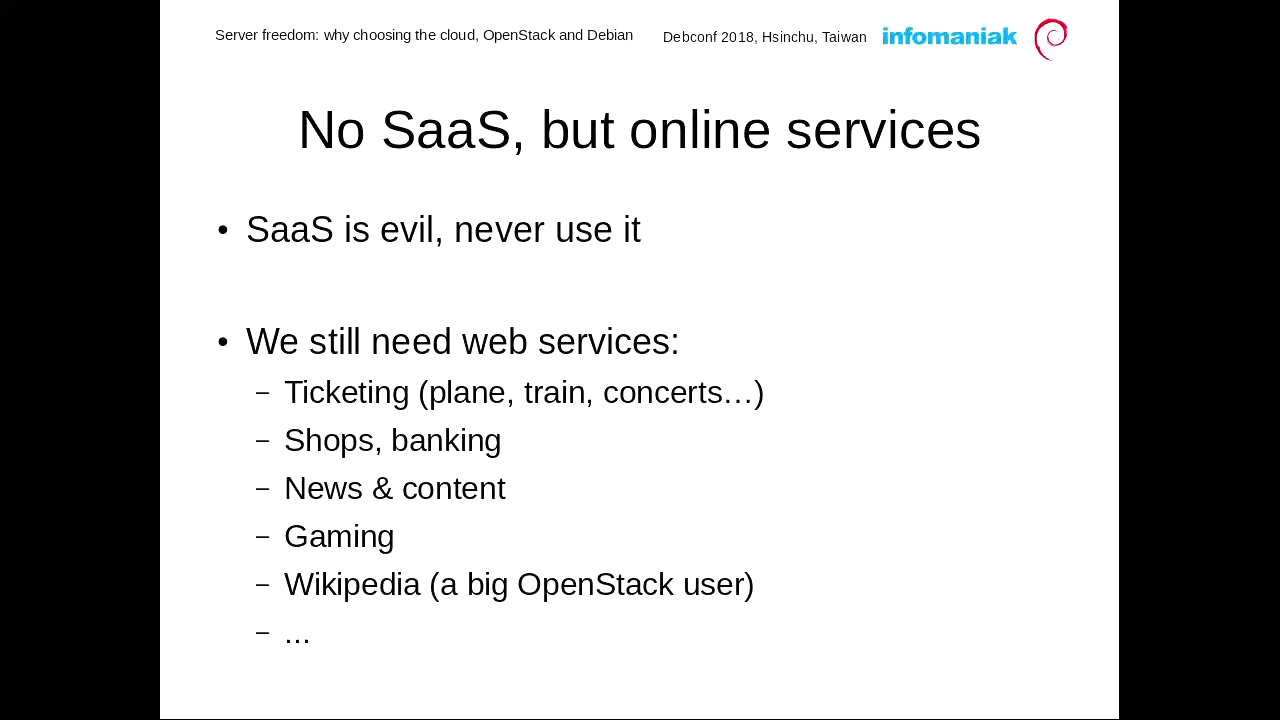 Server freedom: why choosing the cloud, OpenStack and Debian Debconf 2018, Hsinchu, Taiwan infomaniak
No SaaS, but online services
• SaaS is evil, never use it
• We still need web services:
– Ticketing (plane, train, concerts…)
– Shops, banking
– News & content
– Gaming
– Wikipedia (a big OpenStack user)
– ...